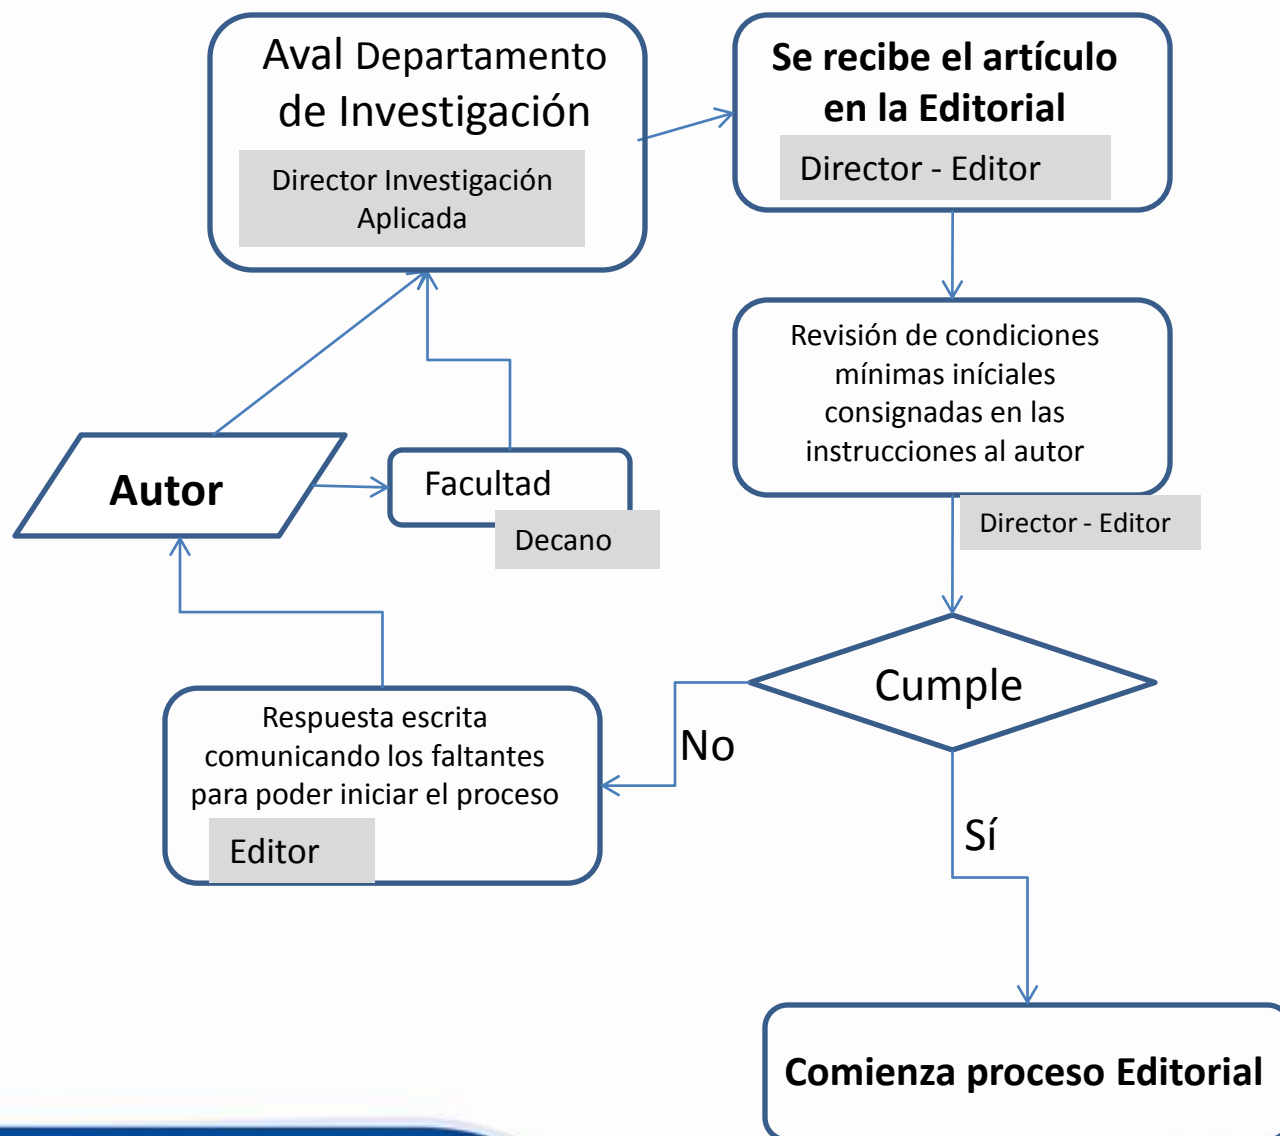 Aval Departamento
de Investigación
Director Investigación
Aplicada
Se recibe el artículo
en la Editorial
Director - Editor
Revisión de condiciones
mínimas iníciales
consignadas en las
instrucciones al autor
Director - Editor
Autor
Facultad
Decano
Cumple
No
Sí
Respuesta escrita
comunicando los faltantes
para poder iniciar el proceso
Editor
Comienza proceso Editorial